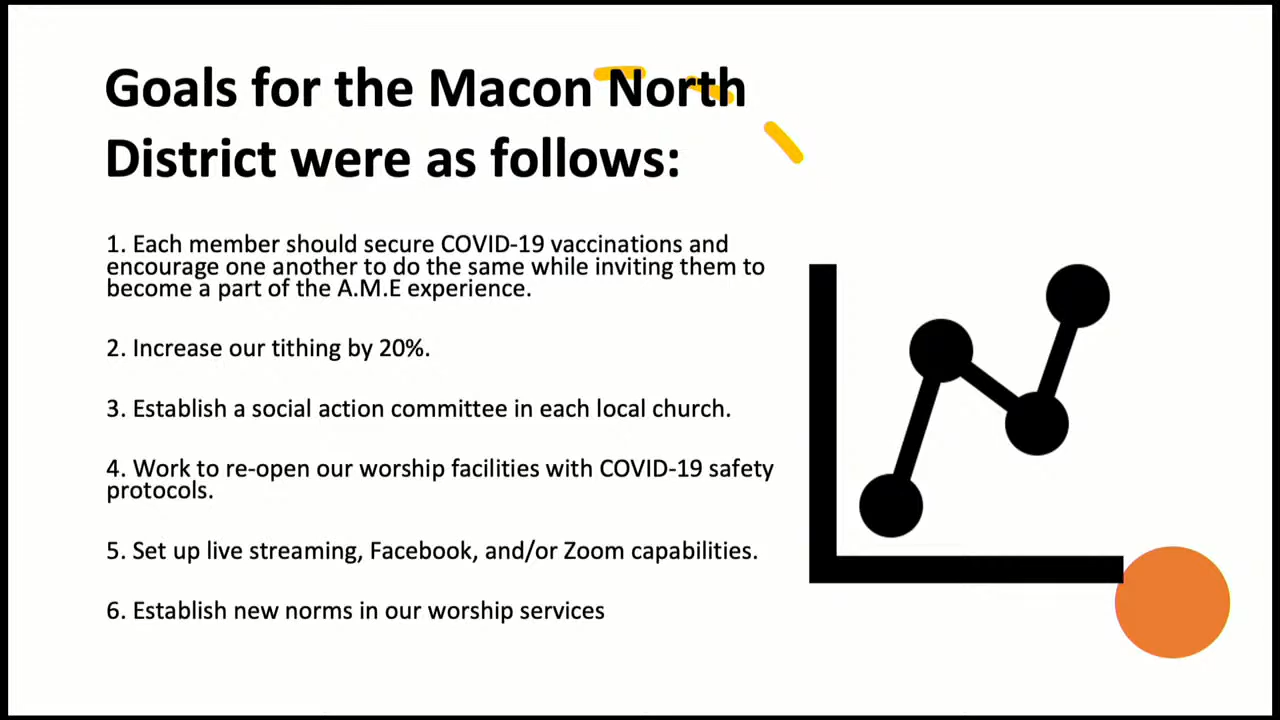 Goals for the Macon North
District were as follows:
1. Each member should secure COVID-19 vaccinations and
encourage one another to do the same while inviting them to
become a part of the A.M.E experience.
2. Increase our tithing by 20%.
3. Establish a social action committee in each local church.
4. Work to re-open our worship facilities with COVID-19 safety
protocols.
5. Set up live streaming, Facebook, and/or Zoom capabilities.
6. Establish new norms in our worship services